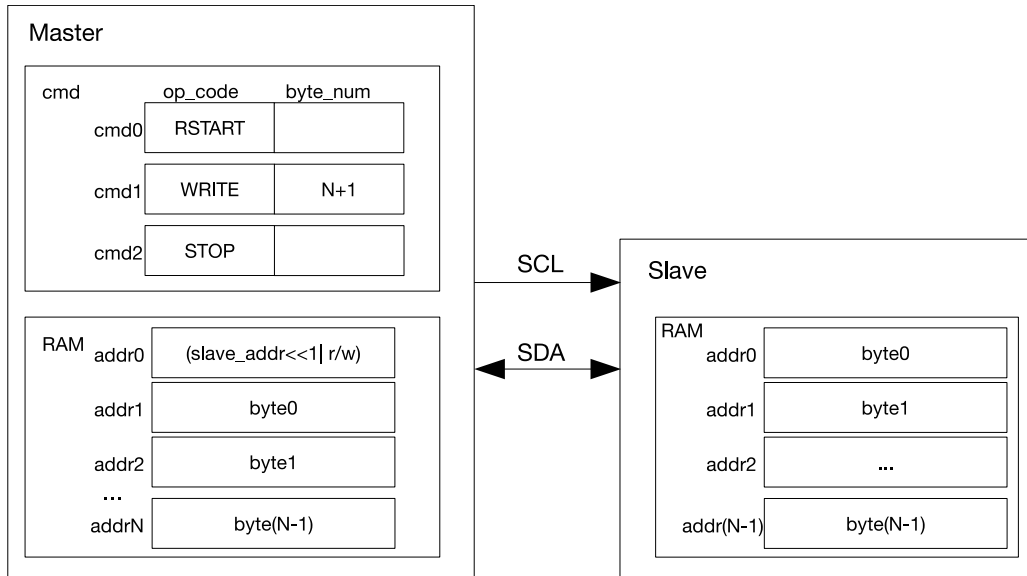 Master
cmd op_code byte_num
cmd0 RSTART
cmd1 WRITE N+1
cmd2 STOP
RAM
addr0 (slave_addr<<1| r/w)
addr1 byte0
addr2 byte1
...
addrN byte(N-1)
SCL
SDA
Slave
RAM
addr0 byte0
addr1 byte1
addr2 ...
addr(N-1) byte(N-1)